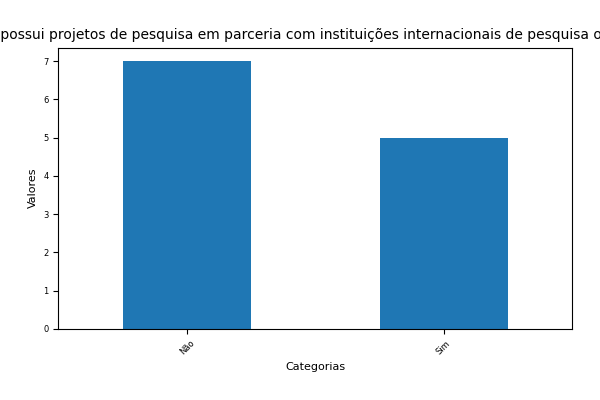 possui projetos de pesquisa em parceria com instituições internacionais de pesquisa o
7
6
5
4
3
2
1
0
Valores
Não
Sim
Categorias